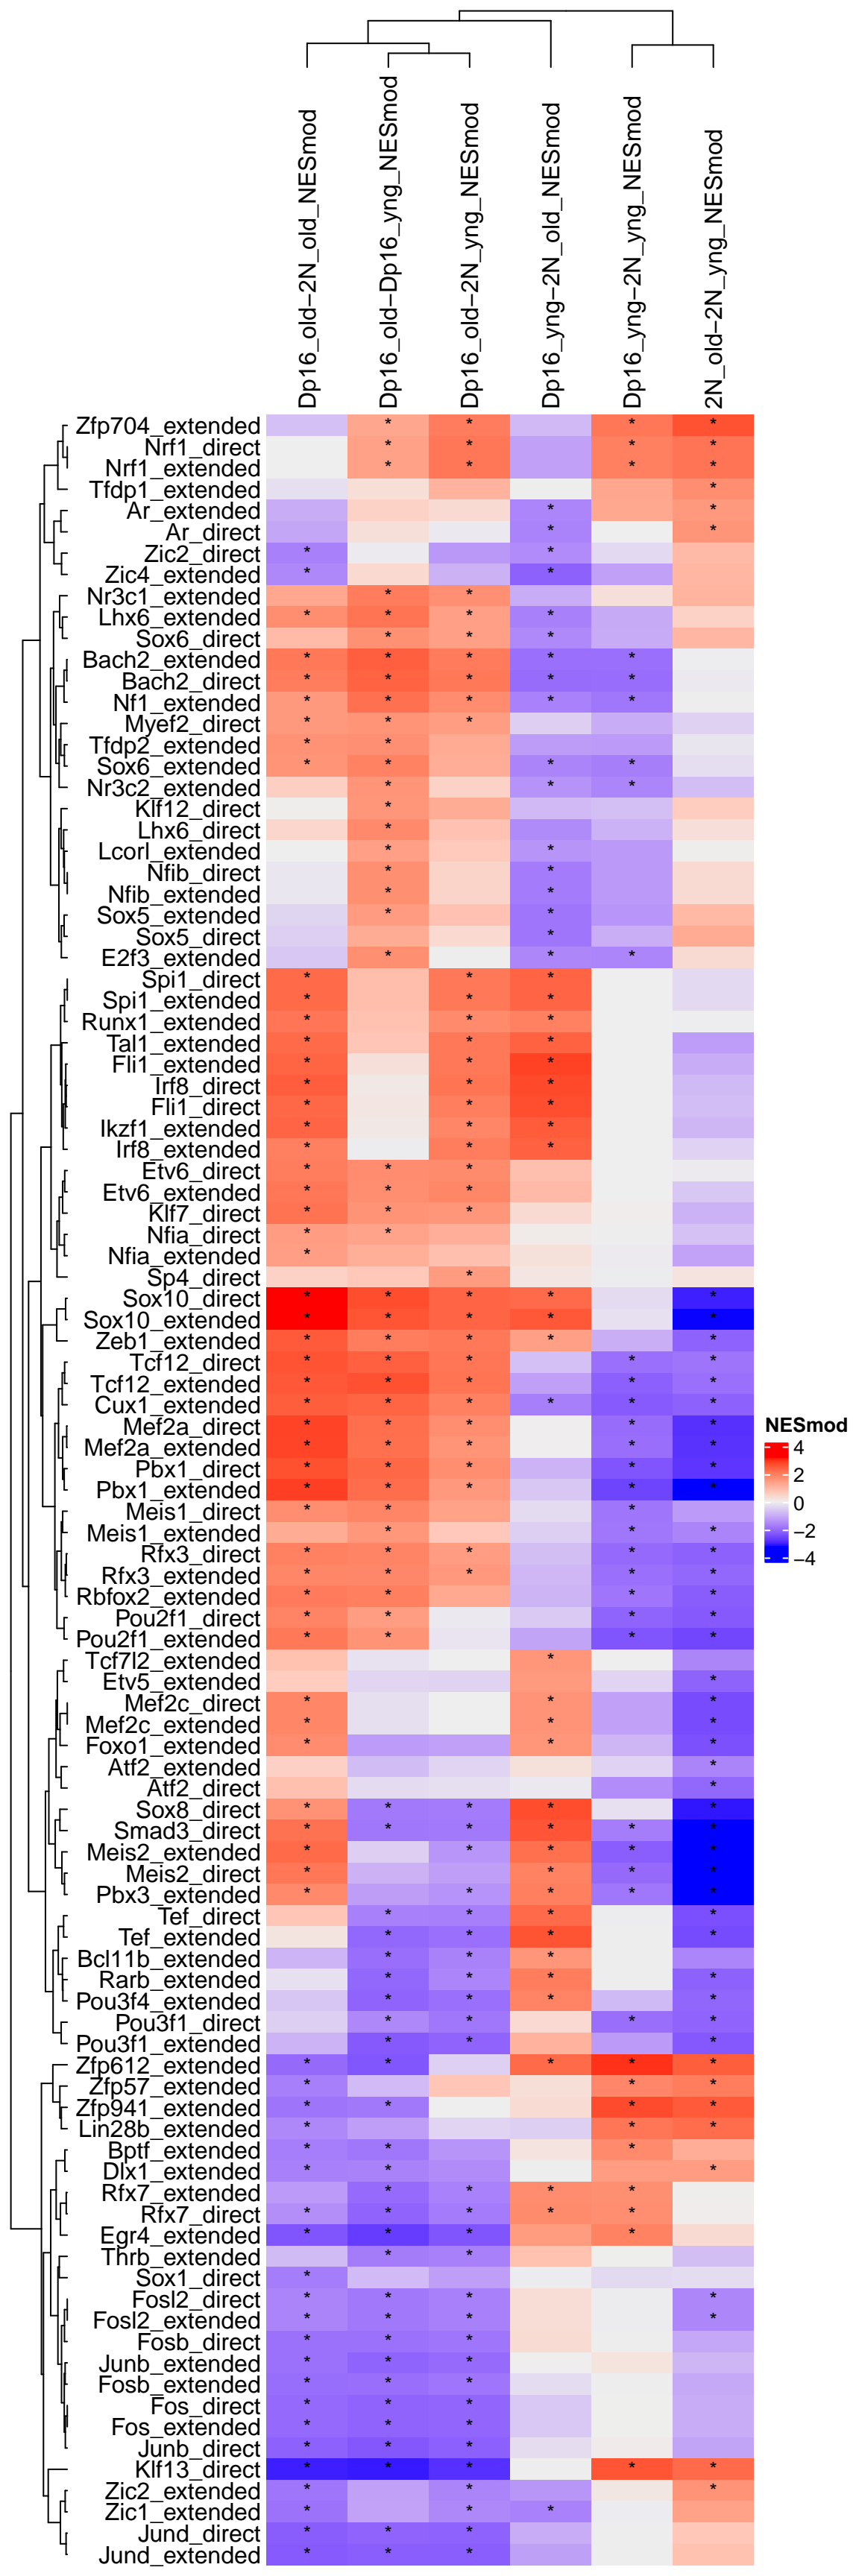 Dp16_old−2N_old_NESmod
Dp16_old−Dp16_yng_NESmod
Dp16_old−2N_yng_NESmod
Dp16_yng−2N_old_NESmod
Dp16_yng−2N_yng_NESmod
2N_old−2N_yng_NESmod
Zfp704_extended
Nrf1_direct
Nrf1_extended
Tfdp1_extended
Ar_extended
Ar_direct
Zic2_direct
Zic4_extended
Nr3c1_extended
Lhx6_extended
Sox6_direct
Bach2_extended
Bach2_direct
Nf1_extended
Myef2_direct
Tfdp2_extended
Sox6_extended
Nr3c2_extended
Klf12_direct
Lhx6_direct
Lcorl_extended
Nfib_direct
Nfib_extended
Sox5_extended
Sox5_direct
E2f3_extended
Spi1_direct
Spi1_extended
Runx1_extended
Tal1_extended
Fli1_extended
Irf8_direct
Fli1_direct
Ikzf1_extended
Irf8_extended
Etv6_direct
Etv6_extended
Klf7_direct
Nfia_direct
Nfia_extended
Sp4_direct
Sox10_direct
Sox10_extended
Zeb1_extended
Tcf12_direct
Tcf12_extended
Cux1_extended
Mef2a_direct
Mef2a_extended
Pbx1_direct
Pbx1_extended
Meis1_direct
Meis1_extended
Rfx3_direct
Rfx3_extended
Rbfox2_extended
Pou2f1_direct
Pou2f1_extended
Tcf7l2_extended
Etv5_extended
Mef2c_direct
Mef2c_extended
Foxo1_extended
Atf2_extended
Atf2_direct
Sox8_direct
Smad3_direct
Meis2_extended
Meis2_direct
Pbx3_extended
Tef_direct
Tef_extended
Bcl11b_extended
Rarb_extended
Pou3f4_extended
Pou3f1_direct
Pou3f1_extended
Zfp612_extended
Zfp57_extended
Zfp941_extended
Lin28b_extended
Bptf_extended
Dlx1_extended
Rfx7_extended
Rfx7_direct
Egr4_extended
Thrb_extended
Sox1_direct
Fosl2_direct
Fosl2_extended
Fosb_direct
Junb_extended
Fosb_extended
Fos_direct
Fos_extended
Junb_direct
Klf13_direct
Zic2_extended
Zic1_extended
Jund_direct
Jund_extended
NESmod
4
2
0
−2
−4